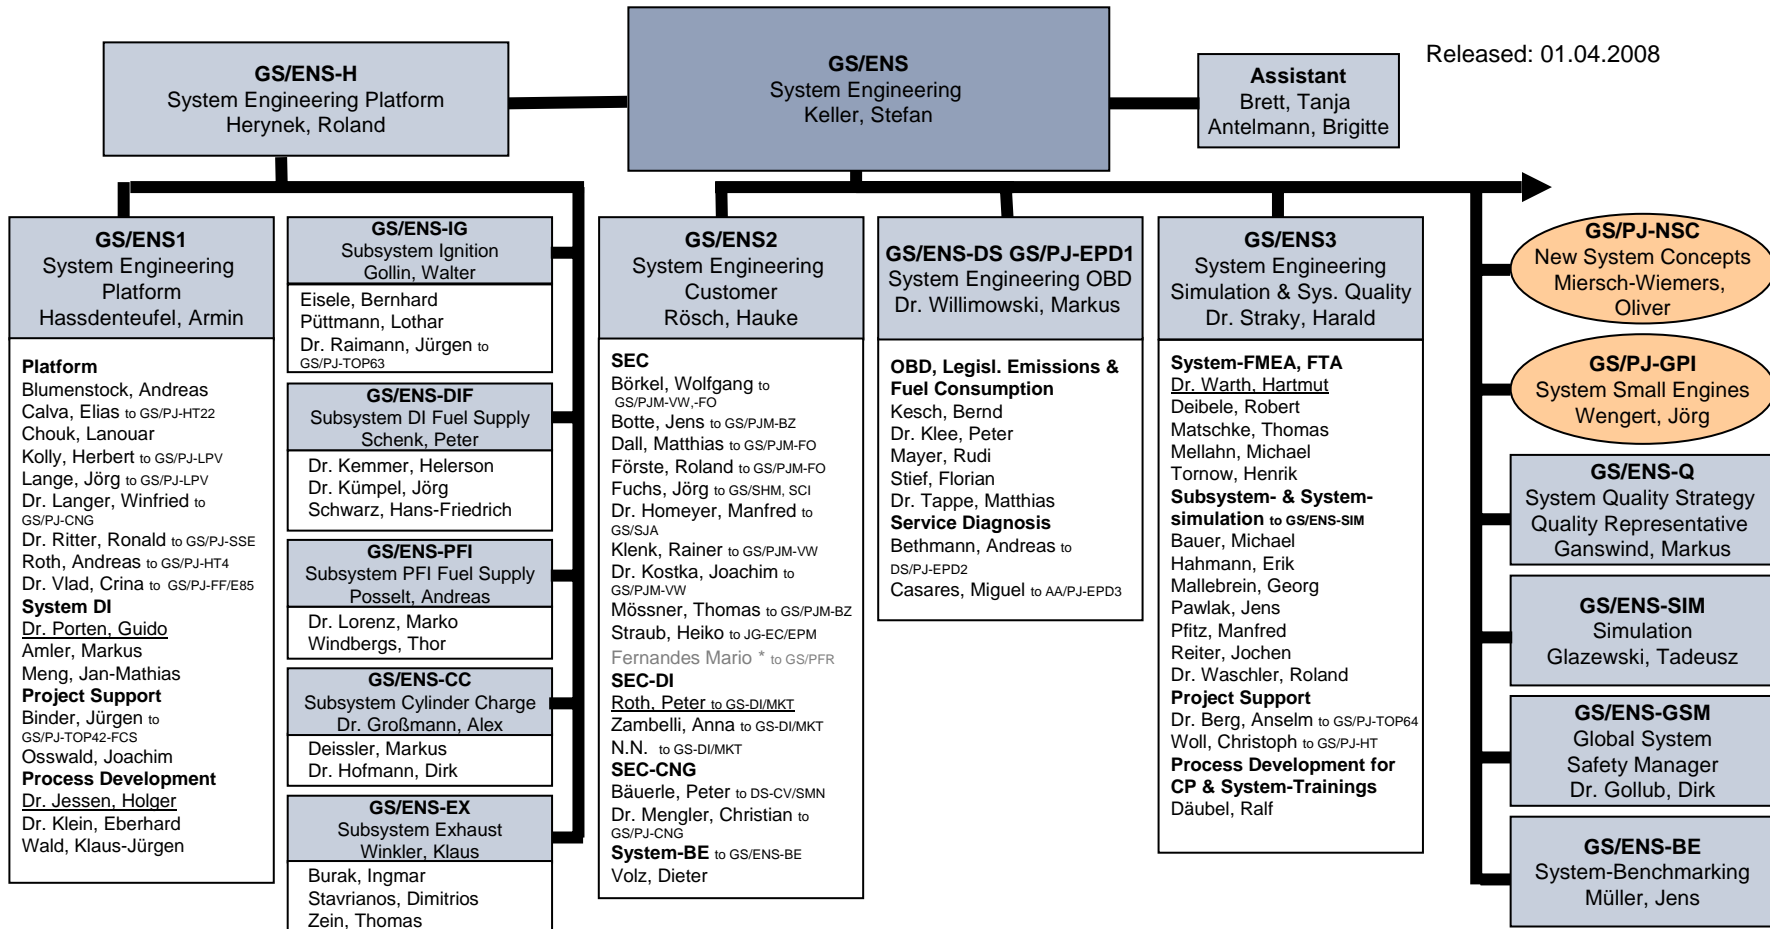 Released: 01.04.2008
GS/ENS-H
System Engineering Platform
Herynek, Roland
GS/ENS
System Engineering
Keller, Stefan
Assistant
Brett, Tanja
Antelmann, Brigitte
GS/ENS1
System Engineering
Platform
Hassdenteufel, Armin
Platform
Blumenstock, Andreas
Calva, Elias to GS/PJ-HT22
Chouk, Lanouar
Kolly, Herbert to GS/PJ-LPV
Lange, Jörg to GS/PJ-LPV
Dr. Langer, Winfried to
GS/PJ-CNG
Dr. Ritter, Ronald to GS/PJ-SSE
Roth, Andreas to GS/PJ-HT4
Dr. Vlad, Crina to GS/PJ-FF/E85
System DI
Dr. Porten, Guido
Amler, Markus
Meng, Jan-Mathias
Project Support
Binder, Jürgen to
GS/PJ-TOP42-FCS
Osswald, Joachim
Process Development
Dr. Jessen, Holger
Dr. Klein, Eberhard
Wald, Klaus-Jürgen
GS/ENS-IG
Subsystem Ignition
Gollin, Walter
Eisele, Bernhard
Püttmann, Lothar
Dr. Raimann, Jürgen to
GS/PJ-TOP63
GS/ENS-DIF
Subsystem DI Fuel Supply
Schenk, Peter
Dr. Kemmer, Helerson
Dr. Kümpel, Jörg
Schwarz, Hans-Friedrich
GS/ENS-PFI
Subsystem PFI Fuel Supply
Posselt, Andreas
Dr. Lorenz, Marko
Windbergs, Thor
GS/ENS-CC
Subsystem Cylinder Charge
Dr. Großmann, Alex
Deissler, Markus
Dr. Hofmann, Dirk
GS/ENS-EX
Subsystem Exhaust
Winkler, Klaus
Burak, Ingmar
Stavrianos, Dimitrios
Zein, Thomas
GS/ENS2
System Engineering
Customer
Rösch, Hauke
SEC
Börkel, Wolfgang to
GS/PJM-VW,-FO
Botte, Jens to GS/PJM-BZ
Dall, Matthias to GS/PJM-FO
Förste, Roland to GS/PJM-FO
Fuchs, Jörg to GS/SHM, SCI
Dr. Homeyer, Manfred to
GS/SJA
Klenk, Rainer to GS/PJM-VW
Dr. Kostka, Joachim to
GS/PJM-VW
Mössner, Thomas to GS/PJM-BZ
Straub, Heiko to JG-EC/EPM
Fernandes Mario * to GS/PFR
SEC-DI
Roth, Peter to GS-DI/MKT
Zambelli, Anna to GS-DI/MKT
N.N. to GS-DI/MKT
SEC-CNG
Bäuerle, Peter to DS-CV/SMN
Dr. Mengler, Christian to
GS/PJ-CNG
System-BE to GS/ENS-BE
Volz, Dieter
GS/ENS-DS GS/PJ-EPD1
System Engineering OBD
Dr. Willimowski, Markus
OBD, Legisl. Emissions &
Fuel Consumption
Kesch, Bernd
Dr. Klee, Peter
Mayer, Rudi
Stief, Florian
Dr. Tappe, Matthias
Service Diagnosis
Bethmann, Andreas to
DS/PJ-EPD2
Casares, Miguel to AA/PJ-EPD3
GS/ENS3
System Engineering
Simulation & Sys. Quality
Dr. Straky, Harald
System-FMEA, FTA
Dr. Warth, Hartmut
Deibele, Robert
Matschke, Thomas
Mellahn, Michael
Tornow, Henrik
Subsystem- & System-
simulation to GS/ENS-SIM
Bauer, Michael
Hahmann, Erik
Mallebrein, Georg
Pawlak, Jens
Pfitz, Manfred
Reiter, Jochen
Dr. Waschler, Roland
Project Support
Dr. Berg, Anselm to GS/PJ-TOP64
Woll, Christoph to GS/PJ-HT
Process Development for
CP & System-Trainings
Däubel, Ralf
GS/PJ-NSC
New System Concepts
Miersch-Wiemers,
Oliver
GS/PJ-GPI
System Small Engines
Wengert, Jörg
GS/ENS-Q
System Quality Strategy
Quality Representative
Ganswind, Markus
GS/ENS-SIM
Simulation
Glazewski, Tadeusz
GS/ENS-GSM
Global System
Safety Manager
Dr. Gollub, Dirk
GS/ENS-BE
System-Benchmarking
Müller, Jens